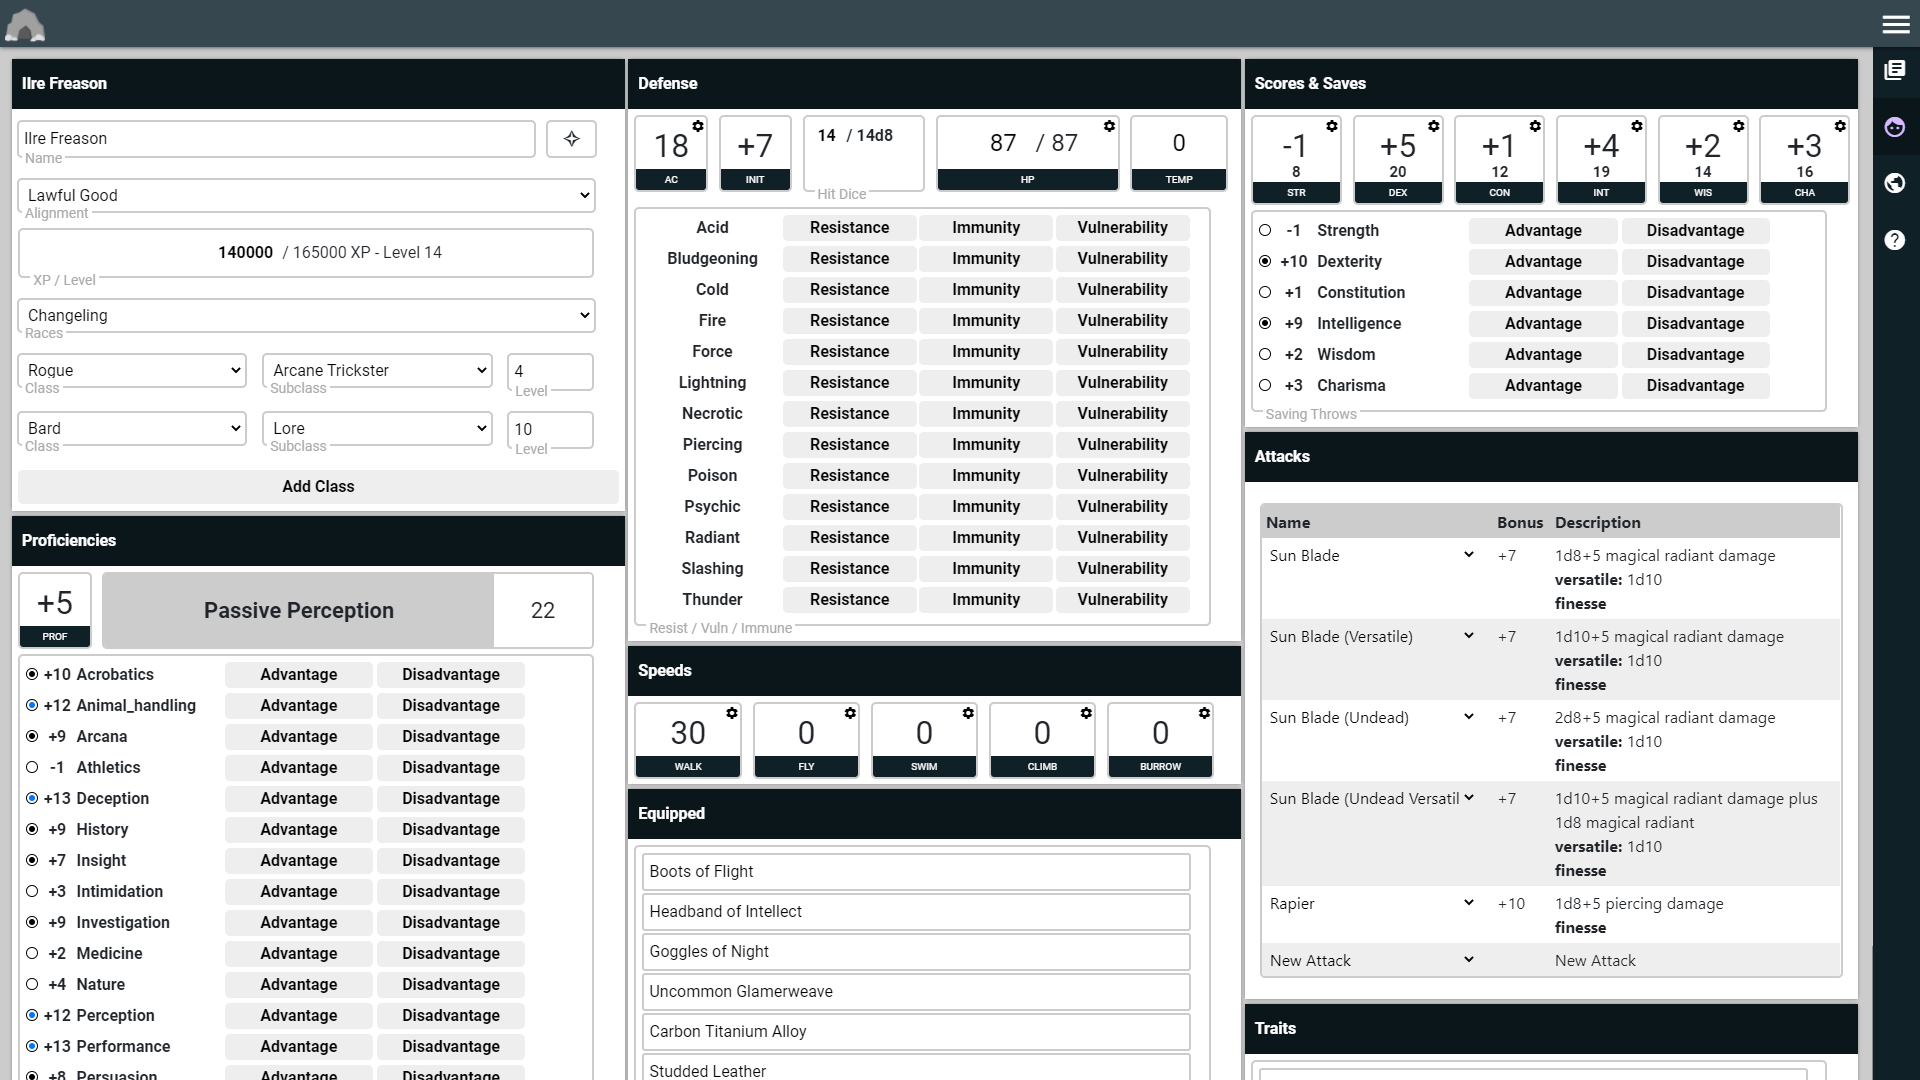 Ilre Freason
Ilre Freason
Name
Lawful Good
Alignment
140000 / 165000 XP - Level 14
XP / Level
Changeling
Races
Rogue
Class
Arcane Trickster
Subclass
4
Level
Bard
Class
Lore
Subclass
10
Level
Add Class
Proficiencies
+5
PROF
Passive Perception 22
+10 Acrobatics Advantage Disadvantage
+12 Animal_handling Advantage Disadvantage
+9 Arcana Advantage Disadvantage
-1 Athletics Advantage Disadvantage
+13 Deception Advantage Disadvantage
+9 History Advantage Disadvantage
+7 Insight Advantage Disadvantage
+3 Intimidation Advantage Disadvantage
+9 Investigation Advantage Disadvantage
+2 Medicine Advantage Disadvantage
+4 Nature Advantage Disadvantage
+12 Perception Advantage Disadvantage
+13 Performance Advantage Disadvantage
+8 Persuasion Advantage Disadvantage
Defense
18
AC
+7
INIT
14 / 14d8
Hit Dice
87 / 87
HP
0
TEMP
Acid Resistance Immunity Vulnerability
Bludgeoning Resistance Immunity Vulnerability
Cold Resistance Immunity Vulnerability
Fire Resistance Immunity Vulnerability
Force Resistance Immunity Vulnerability
Lightning Resistance Immunity Vulnerability
Necrotic Resistance Immunity Vulnerability
Piercing Resistance Immunity Vulnerability
Poison Resistance Immunity Vulnerability
Psychic Resistance Immunity Vulnerability
Radiant Resistance Immunity Vulnerability
Slashing Resistance Immunity Vulnerability
Thunder Resistance Immunity Vulnerability
Resist / Vuln / Immune
Speeds
30
WALK
0
FLY
0
SWIM
0
CLIMB
0
BURROW
Equipped
Boots of Flight
Headband of Intellect
Goggles of Night
Uncommon Glamerweave
Carbon Titanium Alloy
Studded Leather
Scores & Saves
-1
8
STR
+5
20
DEX
+1
12
CON
+4
19
INT
+2
14
WIS
+3
16
CHA
-1 Strength Advantage Disadvantage
+10 Dexterity Advantage Disadvantage
+1 Constitution Advantage Disadvantage
+9 Intelligence Advantage Disadvantage
+2 Wisdom Advantage Disadvantage
+3 Charisma Advantage Disadvantage
Saving Throws
Attacks
Name Bonus Description
Sun Blade +7 1d8+5 magical radiant damage
versatile: 1d10
finesse
Sun Blade (Versatile) +7 1d10+5 magical radiant damage
versatile: 1d10
finesse
Sun Blade (Undead) +7 2d8+5 magical radiant damage
versatile: 1d10
finesse
Sun Blade (Undead Versatil +7 1d10+5 magical radiant damage plus
1d8 magical radiant
versatile: 1d10
finesse
Rapier +10 1d8+5 piercing damage
finesse
New Attack New Attack
Traits